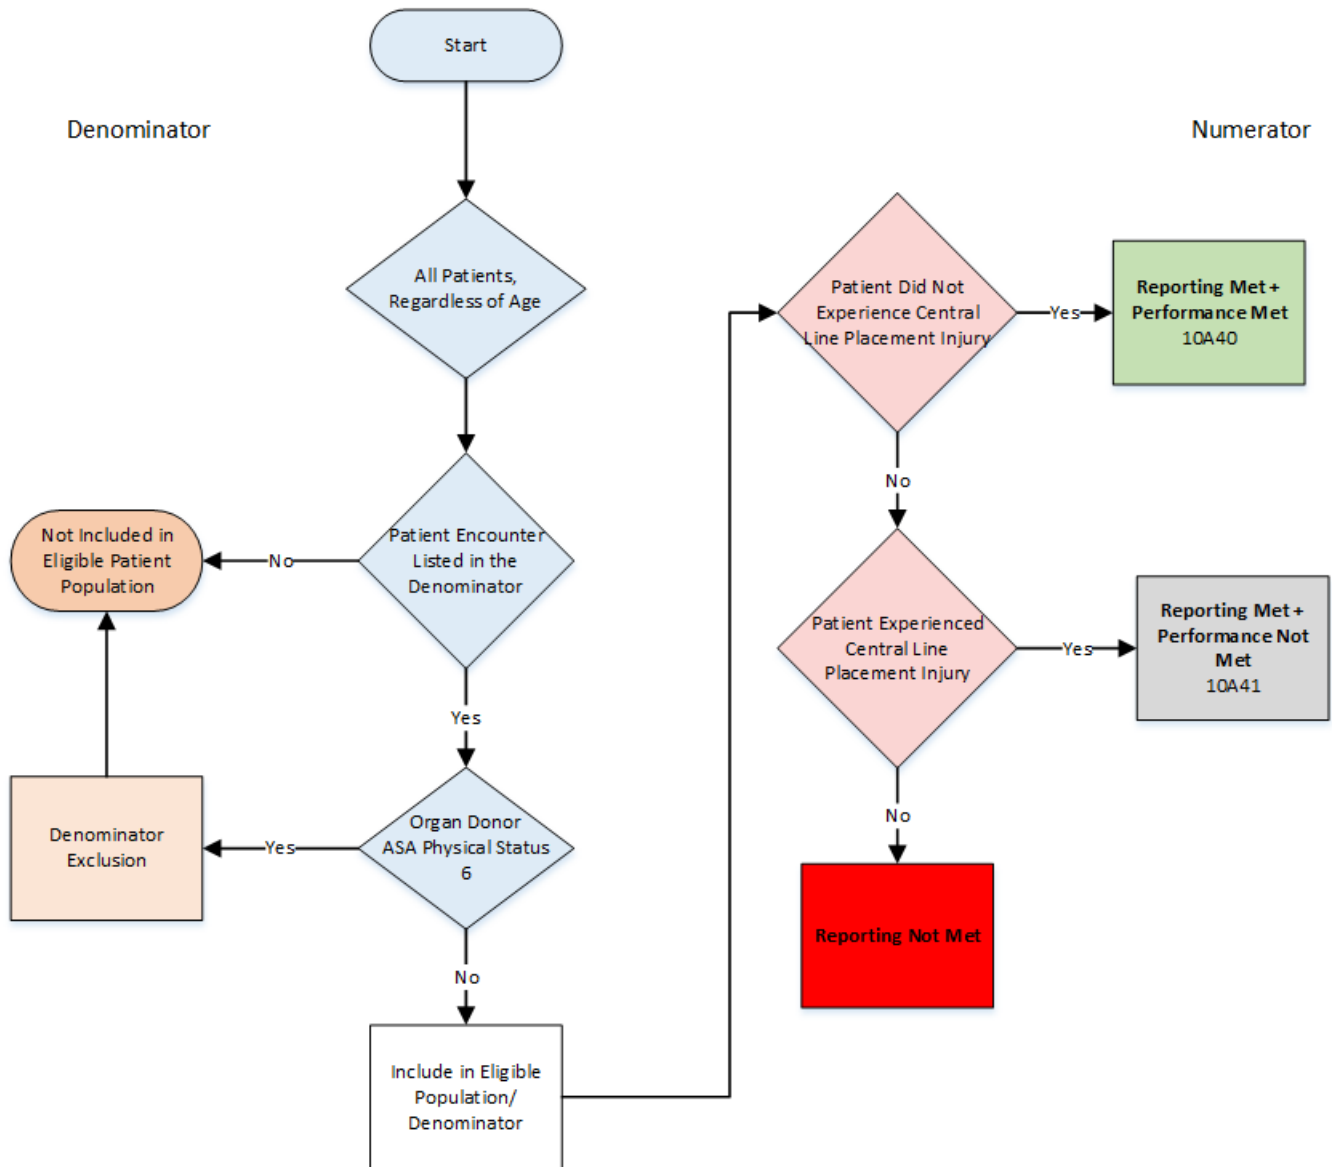 Start
Denominator
Numerator
All Patients,
Regardless of Age
Patient Encounter
Listed in the
Denominator
No
Not Included in
Eligible Patient
Population
Yes
Organ Donor
ASA Physical Status
6
Yes
Denominator
Exclusion
No
Include in Eligible
Population/
Denominator
Patient Did Not
Experience Central
Line Placement Injury
Yes
Reporting Met +
Performance Met
10A40
No
Patient Experienced
Central Line
Placement Injury
Yes
Reporting Met +
Performance Not
Met
10A41
No
Reporting Not Met